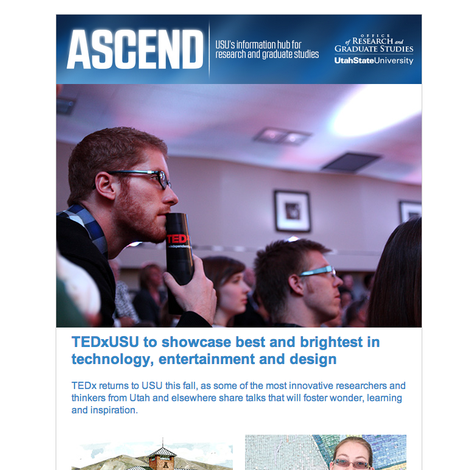 ASCEND
USU's information hub for
research and graduate studies
OFFICE
of RESEARCH and
GRADUATE STUDIES
UtahStateUniversity
TED
TEDxUSU to showcase best and brightest in
technology, entertainment and design
TEDx returns to USU this fall, as some of the most innovative researchers and
thinkers from Utah and elsewhere share talks that will foster wonder, learning
and inspiration.
A